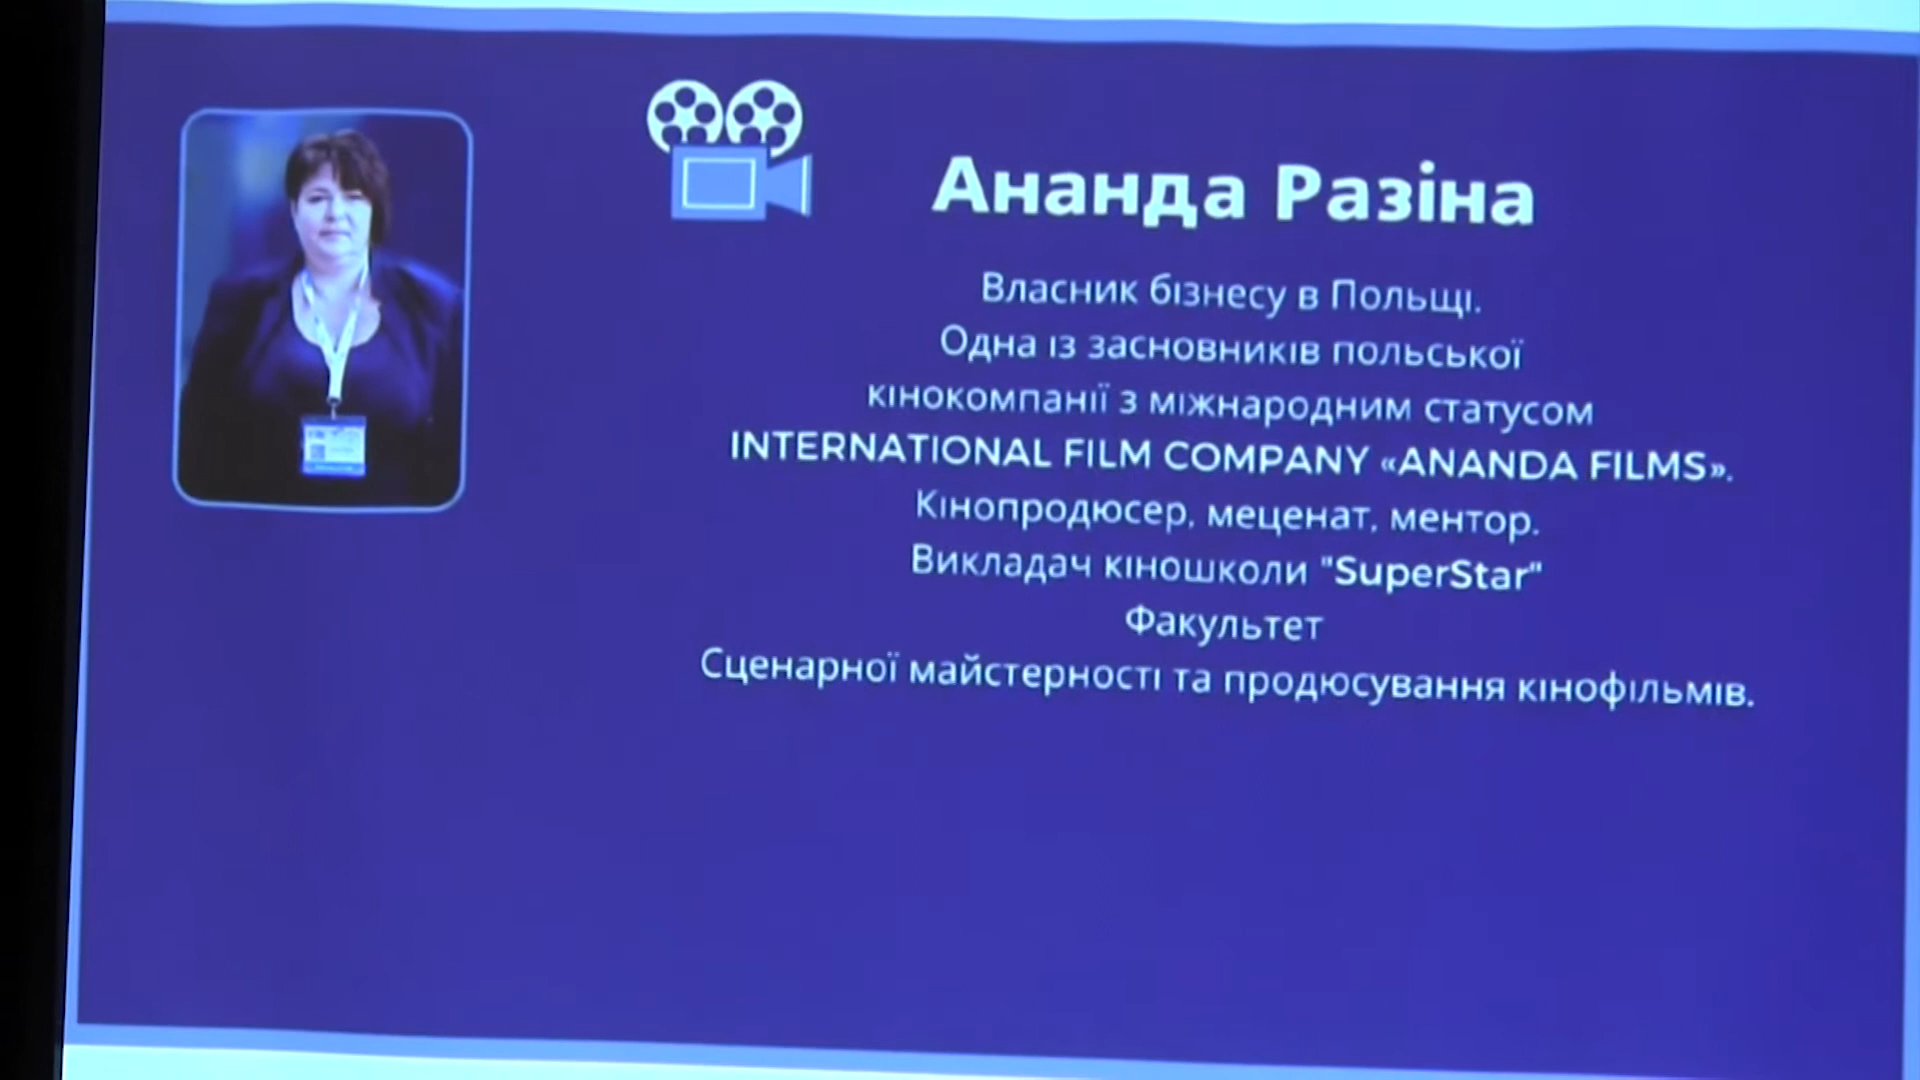 Ананда Разіна
Власник бізнесу в Польщі.
Одна із засновників польської
кінокомпанії з міжнародним статусом
INTERNATIONAL FILM COMPANY «ANANDA FILMS».
Кінопродюсер, меценат, ментор.
Викладач кіношколи "SuperStar"
Факультет
Сценарної майстерності та продюсування кінофільмів.